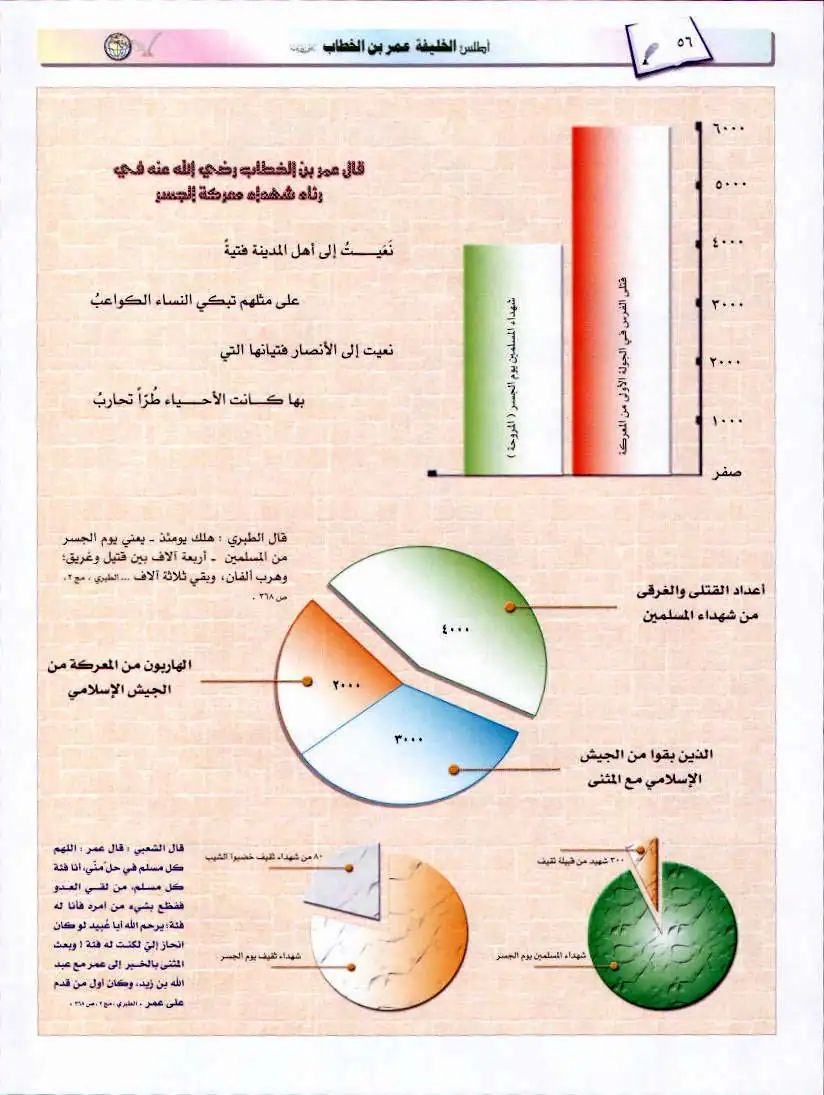 ٥٦
أطلس الخليفة عمر بن الخطاب
٦٠٠٠
٥٠٠٠
٤٠٠٠
٣٠٠٠
٢٠٠٠
١٠٠٠
صفر
قتلى الفرس في الجولة الأولى من المعركة
شهداء المسلمين يوم الجسر ( المروحة )
قال عمر بن الخطاب رضي الله عنه في
رثاء شهداء معركة الجسر
نَعَيـــــتُ إلى أهل المدينة فتيةً
على مثلهم تبكي النساء الكواعبُ
نعيت إلى الأنصار فتيانها التي
بها كـــانت الأحـــياء طُرّاً تحاربُ
قال الطبري : هلك يومئذ ـ يعني يوم الجسر
من المسلمين ـ أربعة آلاف بين قتيل وغريق؛
وهرب ألفان، وبقي ثلاثة آلاف ... الطبري ، مج ٢،
ص ٣٦٨ .
أعداد القتلى والغرقى
من شهداء المسلمين
٤٠٠٠
الهاربون من المعركة من
الجيش الإسلامي
٢٠٠٠
٣٠٠٠
الذين بقوا من الجيش
الإسلامي مع المثنى
٣٠٠ شهيد من قبيلة ثقيف
شهداء المسلمين يوم الجسر
٨٠ من شهداء ثقيف خضبوا الشيب
شهداء ثقيف يوم الجسر
قال الشعبي : قال عمر : اللهم
كل مسلم في حلّ منّي، أنا فئة
كل مسلم، من لقي العدو
ففظع بشيء من أمره فأنا له
فئة؛ يرحم الله أبا عُبيد لو كان
انحاز إليّ لكنت له فئة ! وبعث
المثنى بالخبر إلى عمر مع عبد
الله بن زيد، وكان أول من قدم
على عمر . الطبري ، مج ٢ ، ص ٣٦٨ .